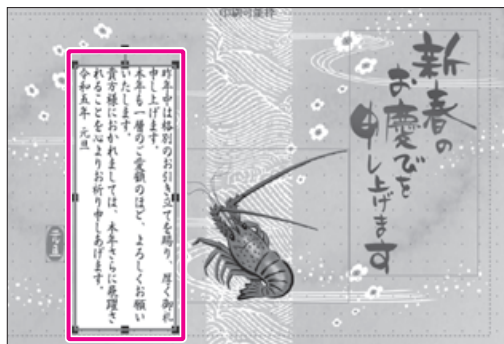 新春の
お慶びを
申し上げます
昨年中は格別のお引き立てを賜り、厚く御礼
申し上げます。
本年も一層のご愛顧のほど、よろしくお願い
いたします。
貴方様におかれましては、本年さらに飛躍さ
れることを心よりお祈り申しあげます。
令和五年 元旦